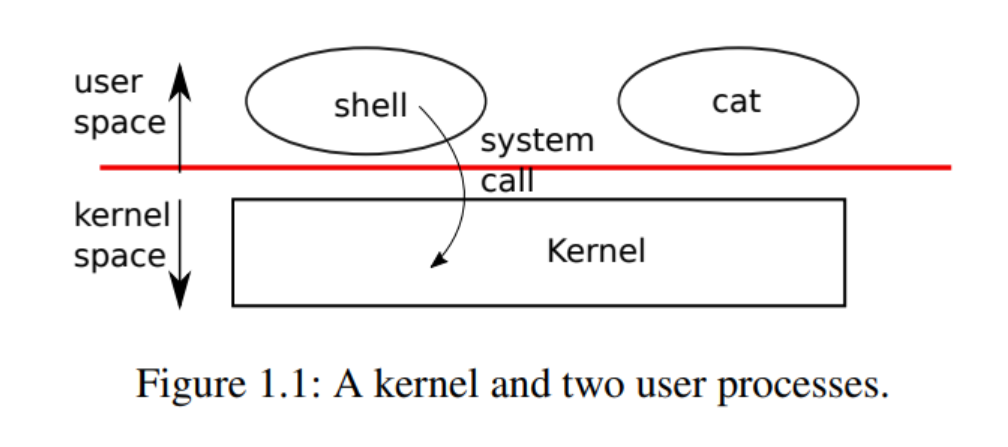 user
space
shell
cat
system
call
kernel
space
Kernel
Figure 1.1: A kernel and two user processes.